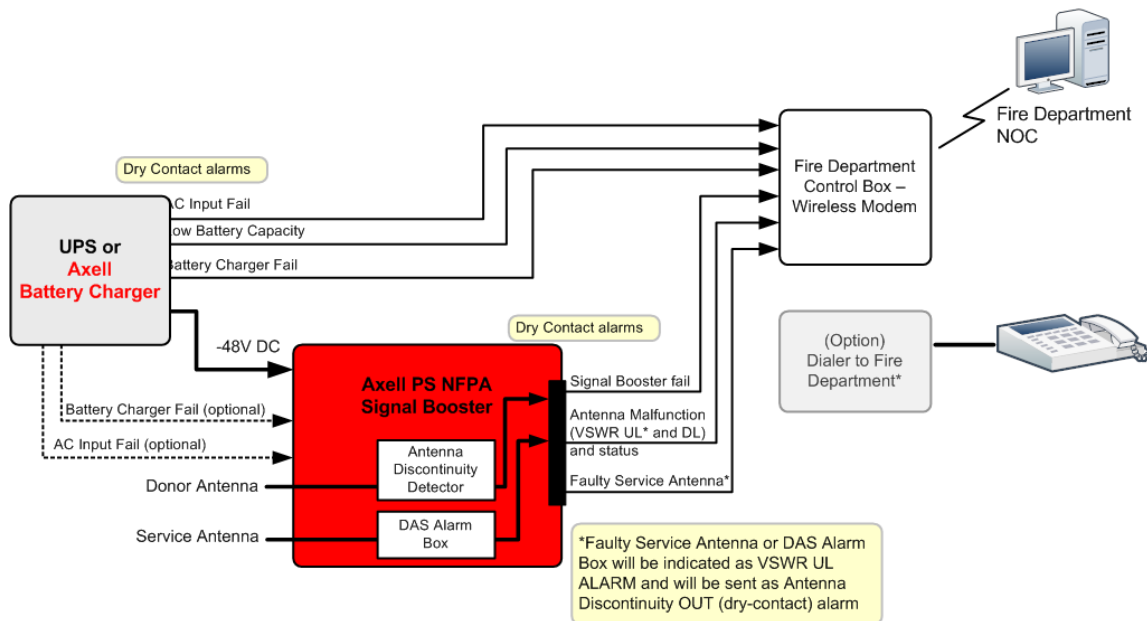 Fire Department
NOC
Dry Contact alarms
Fire Department
Control Box –
Wireless Modem
AC Input Fail
Low Battery Capacity
Battery Charger Fail
UPS or
Axell
Battery Charger
-48V DC
Dry Contact alarms
(Option)
Dialer to Fire
Department*
Axell PS NFPA
Signal Booster
Signal Booster fail
Antenna Malfunction
(VSWR UL* and DL)
and status
Faulty Service Antenna*
Battery Charger Fail (optional)
AC Input Fail (optional)
Donor Antenna
Service Antenna
Antenna
Discontinuity
Detector
DAS Alarm
Box
*Faulty Service Antenna or DAS Alarm
Box will be indicated as VSWR UL
ALARM and will be sent as Antenna
Discontinuity OUT (dry-contact) alarm